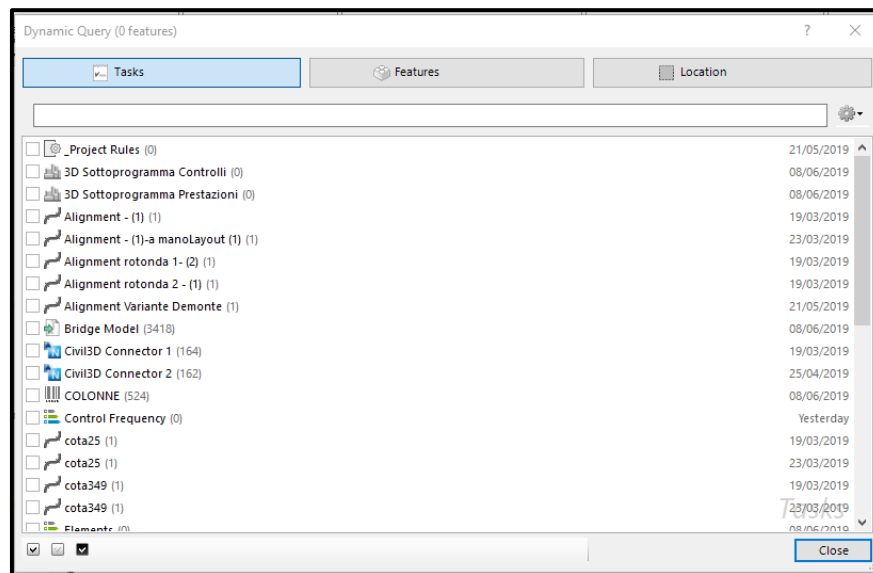 Dynamic Query (0 features)
Tasks Features Location
_Project Rules (0) 21/05/2019
3D Sottoprogramma Controlli (0) 08/06/2019
3D Sottoprogramma Prestazioni (0) 08/06/2019
Alignment - (1) (1) 19/03/2019
Alignment - (1)-a manoLayout (1) (1) 23/03/2019
Alignment rotonda 1- (2) (1) 19/03/2019
Alignment rotonda 2 - (1) (1) 19/03/2019
Alignment Variante Demonte (1) 21/05/2019
Bridge Model (3418) 08/06/2019
Civil3D Connector 1 (164) 19/03/2019
Civil3D Connector 2 (162) 25/04/2019
COLONNE (524) 08/06/2019
Control Frequency (0) Yesterday
cota25 (1) 19/03/2019
cota25 (1) 23/03/2019
cota349 (1) 19/03/2019
cota349 (1) 23/03/2019
Tasks
Elements (0) 08/06/2019
Close